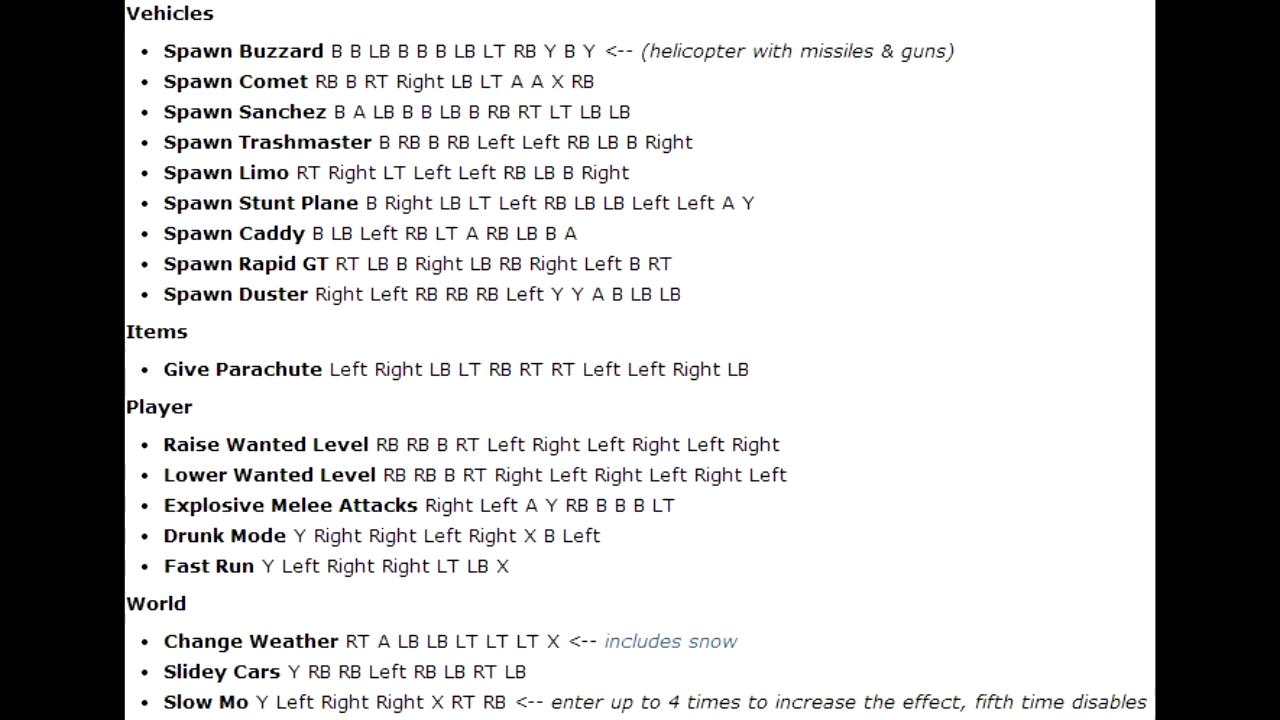 Vehicles
• Spawn Buzzard B B LB B B B LB LT RB Y B Y <-- (helicopter with missiles & guns)
• Spawn Comet RB B RT Right LB LT A A X RB
• Spawn Sanchez B A LB B B LB B RB RT LT LB LB
• Spawn Trashmaster B RB B RB Left Left RB LB B Right
• Spawn Limo RT Right LT Left Left RB LB B Right
• Spawn Stunt Plane B Right LB LT Left RB LB LB Left Left A Y
• Spawn Caddy B LB Left RB LT A RB LB B A
• Spawn Rapid GT RT LB B Right LB RB Right Left B RT
• Spawn Duster Right Left RB RB RB Left Y Y A B LB LB
Items
• Give Parachute Left Right LB LT RB RT RT Left Left Right LB
Player
• Raise Wanted Level RB RB B RT Left Right Left Right Left Right
• Lower Wanted Level RB RB B RT Right Left Right Left Right Left
• Explosive Melee Attacks Right Left A Y RB B B B LT
• Drunk Mode Y Right Right Left Right X B Left
• Fast Run Y Left Right Right LT LB X
World
• Change Weather RT A LB LB LT LT LT X <-- includes snow
• Slidey Cars Y RB RB Left RB LB RT LB
• Slow Mo Y Left Right Right X RT RB <-- enter up to 4 times to increase the effect, fifth time disables